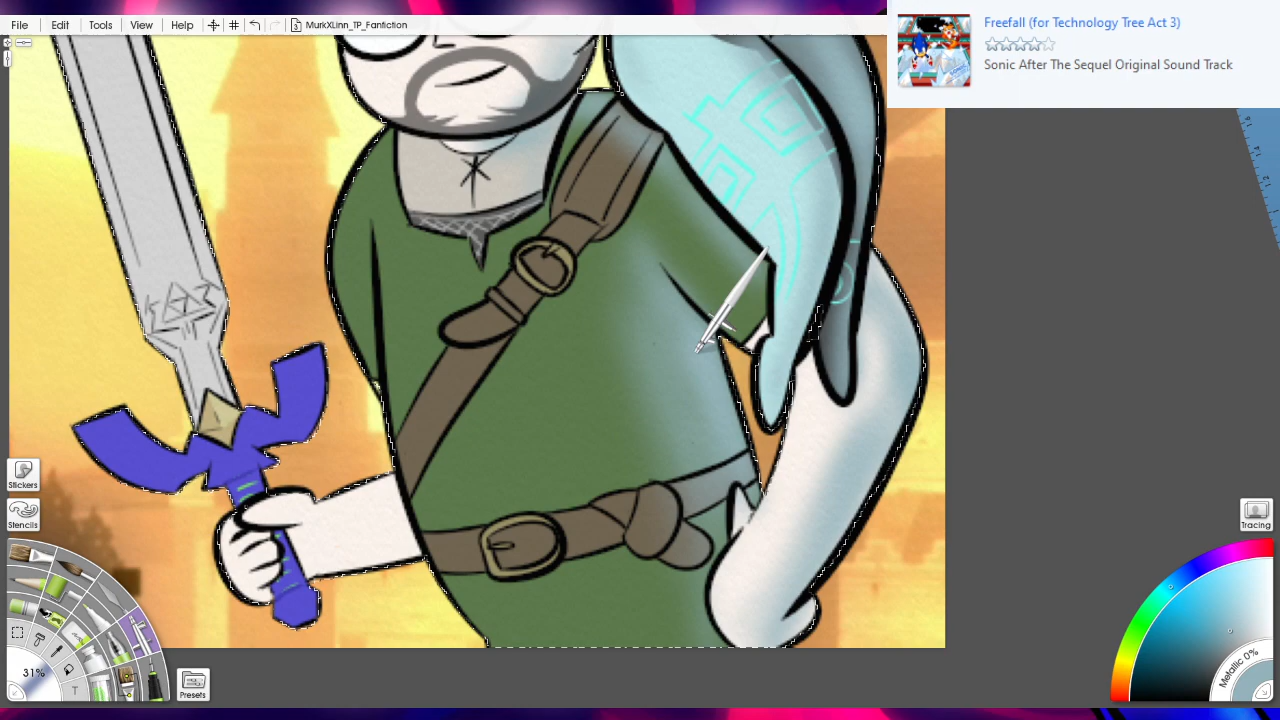 File Edit Tools View Help MurkXLinn_TP_Fanfiction
Freefall (for Technology Tree Act 3)
Sonic After The Sequel Original Sound Track
Stickers
Stencils
Tracing
31%
T
Presets
Metallic 0%